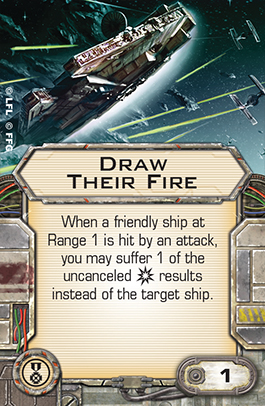 © LFL © FFG
DRAW
THEIR FIRE
When a friendly ship at
Range 1 is hit by an attack,
you may suffer 1 of the
uncanceled results
instead of the target ship.
1